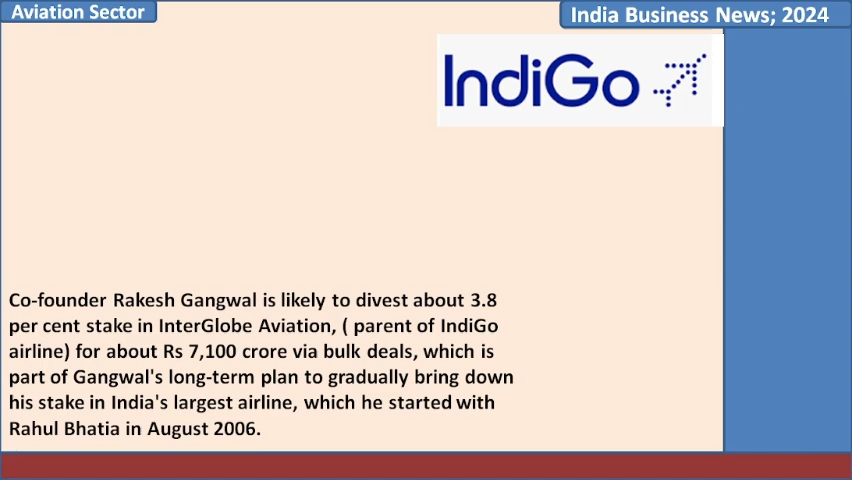 Aviation Sector
India Business News; 2024
IndiGo
Co-founder Rakesh Gangwal is likely to divest about 3.8
per cent stake in InterGlobe Aviation, ( parent of IndiGo
airline) for about Rs 7,100 crore via bulk deals, which is
part of Gangwal's long-term plan to gradually bring down
his stake in India's largest airline, which he started with
Rahul Bhatia in August 2006.